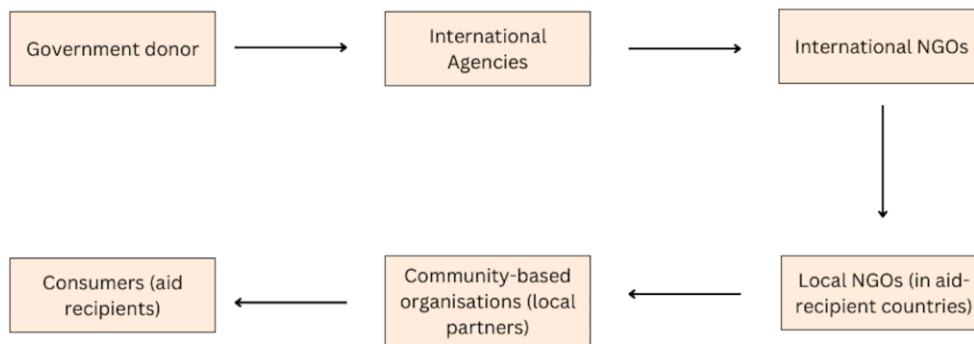 Government donor
International
Agencies
International NGOs
Local NGOs (in aid-
recipient countries)
Community-based
organisations (local
partners)
Consumers (aid
recipients)